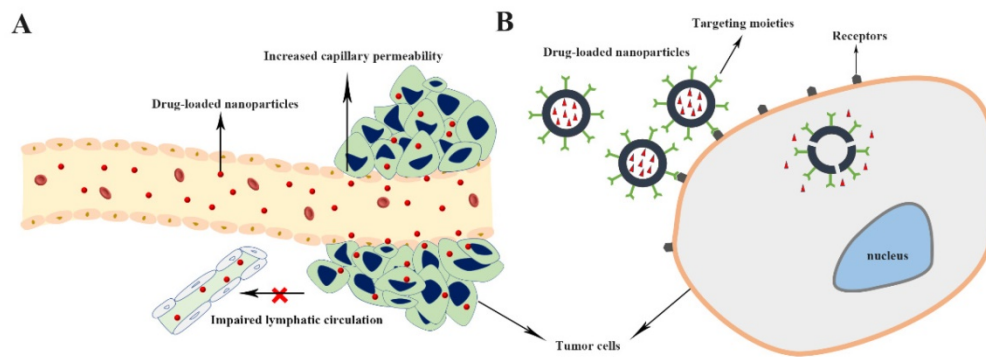 A
Increased capillary permeability
Drug-loaded nanoparticles
Impaired lymphatic circulation
B
Targeting moieties
Drug-loaded nanoparticles
Receptors
nucleus
Tumor cells